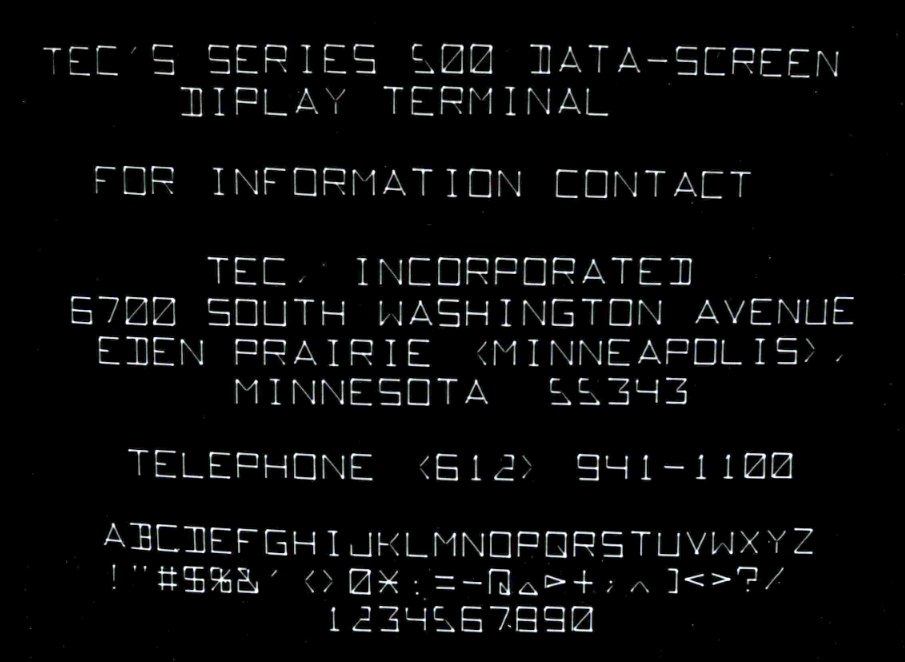 TEC'S SERIES 500 DATA-SCREEN
DIPLAY TERMINAL
FOR INFORMATION CONTACT
TEC, INCORPORATED
6700 SOUTH WASHINGTON AVENUE
EDEN PRAIRIE (MINNEAPOLIS),
MINNESOTA 55343
TELEPHONE (612) 941-1100
ABCDEFGHIJKLMNOPQRSTUVWXYZ
!"#$%&' () 0*:=-@▵▹+,^ ]<>?/
1234567890